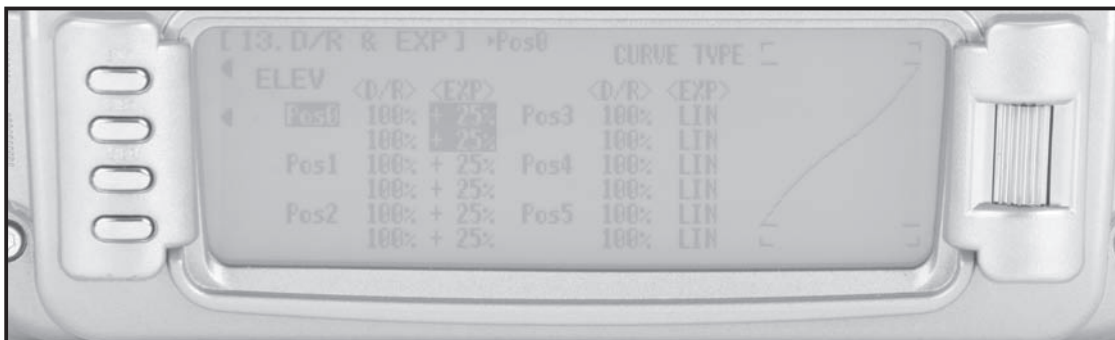 [13.D/R & EXP] →Pos0
CURVE TYPE
ELEV <D/R> <EXP> <D/R> <EXP>
Pos0 100% + 25% Pos3 100% LIN
100% + 25% 100% LIN
Pos1 100% + 25% Pos4 100% LIN
100% + 25% 100% LIN
Pos2 100% + 25% Pos5 100% LIN
100% + 25% 100% LIN